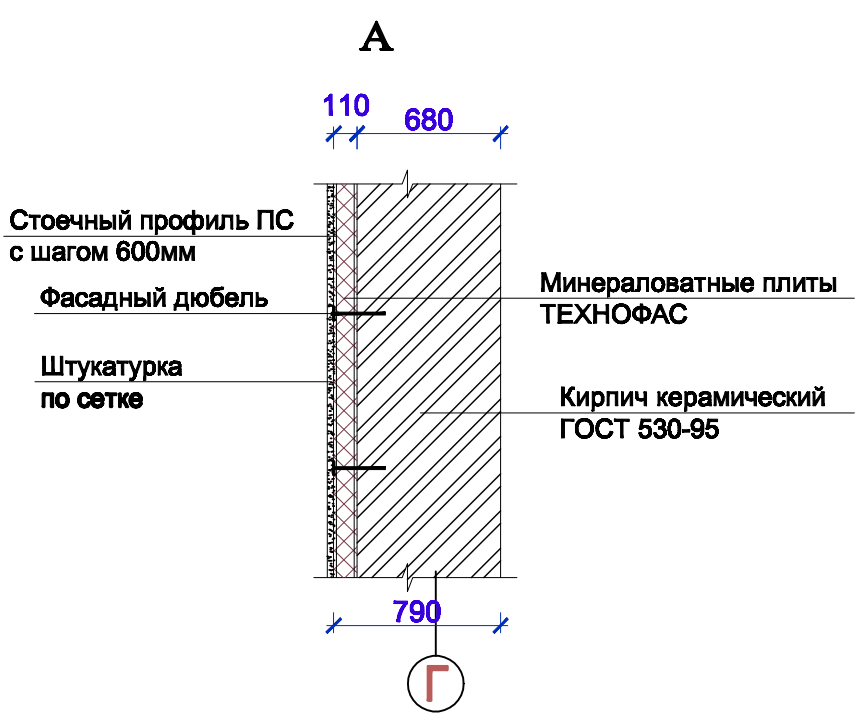 А
110
680
Стоечный профиль ПС
с шагом 600мм
Фасадный дюбель
Минераловатные плиты
ТЕХНОФАС
Штукатурка
по сетке
Кирпич керамический
ГОСТ 530-95
790
Г